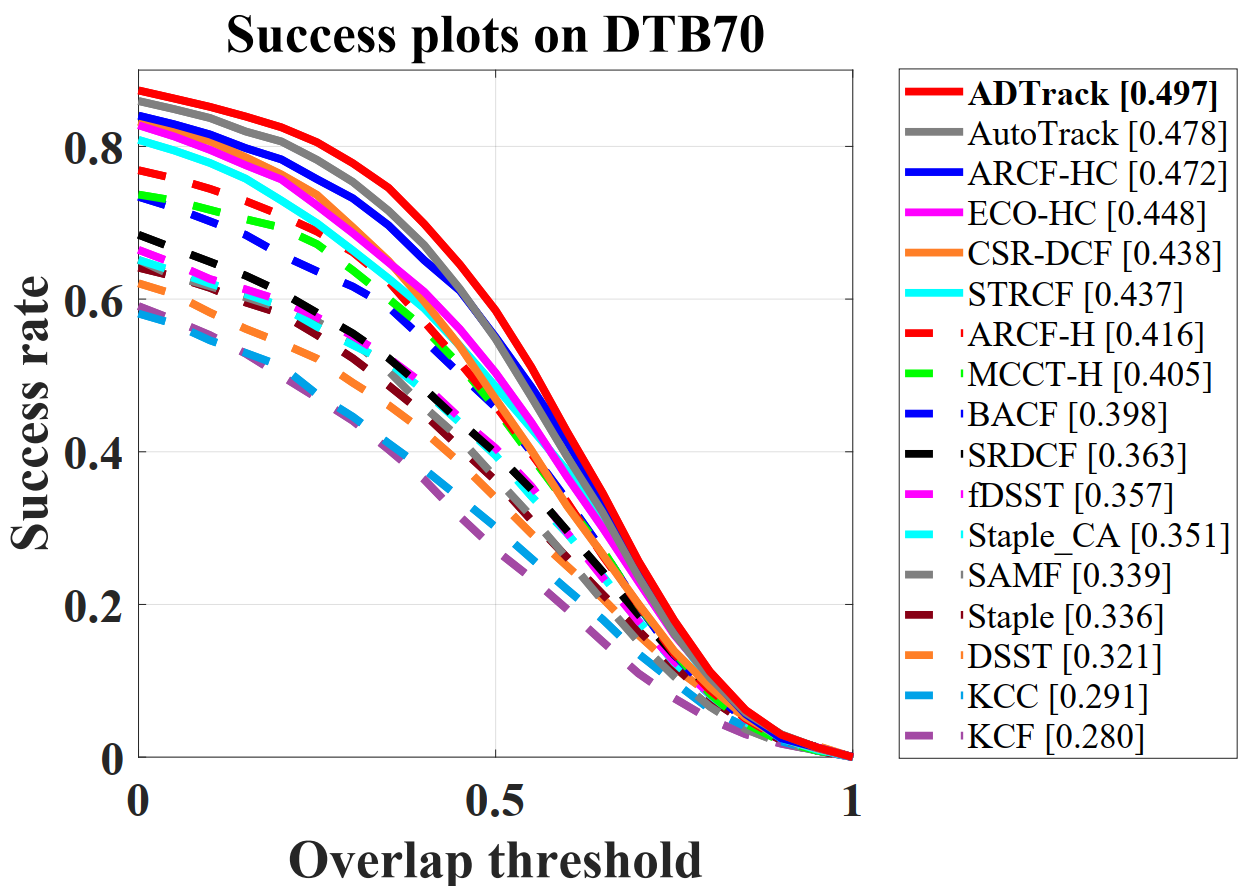 Success plots on DTB70
Success rate
0.8
0.6
0.4
0.2
0
0
0.5
1
Overlap threshold
ADTrack [0.497]
AutoTrack [0.478]
ARCF-HC [0.472]
ECO-HC [0.448]
CSR-DCF [0.438]
STRCF [0.437]
ARCF-H [0.416]
MCCT-H [0.405]
BACF [0.398]
SRDCF [0.363]
fDSST [0.357]
Staple_CA [0.351]
SAMF [0.339]
Staple [0.336]
DSST [0.321]
KCC [0.291]
KCF [0.280]